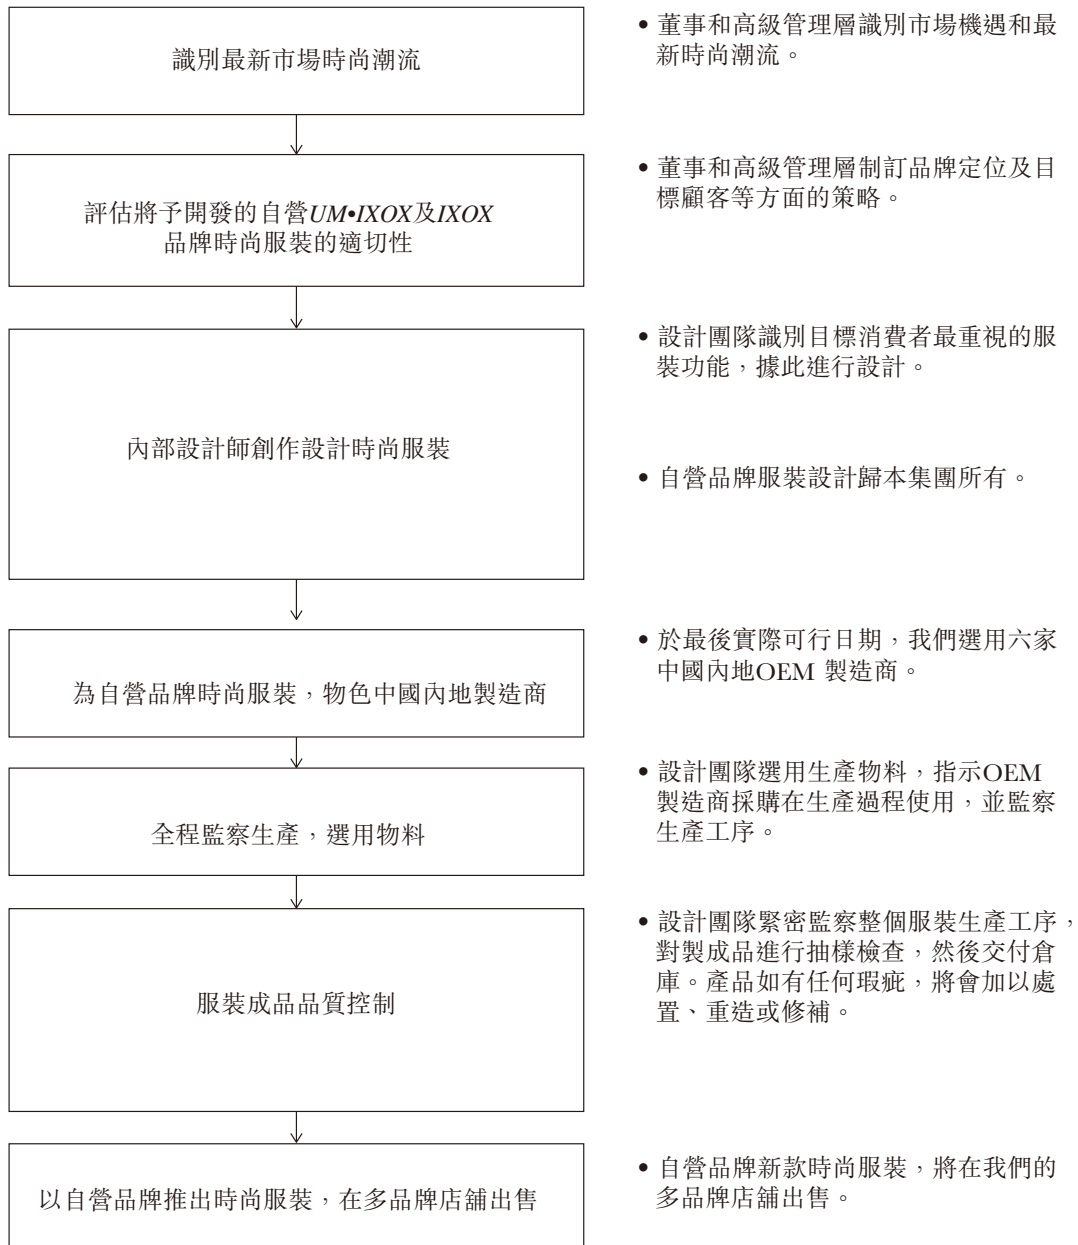 識別最新市場時尚潮流
• 董事和高級管理層識別市場機遇和最
新時尚潮流。
評估將予開發的自營UM•IXOX及IXOX
品牌時尚服裝的適切性
• 董事和高級管理層制訂品牌定位及目
標顧客等方面的策略。
內部設計師創作設計時尚服裝
• 設計團隊識別目標消費者最重視的服
裝功能，據此進行設計。
• 自營品牌服裝設計歸本集團所有。
為自營品牌時尚服裝，物色中國內地製造商
• 於最後實際可行日期，我們選用六家
中國內地OEM 製造商。
全程監察生產，選用物料
• 設計團隊選用生產物料，指示OEM
製造商採購在生產過程使用，並監察
生產工序。
服裝成品品質控制
• 設計團隊緊密監察整個服裝生產工序，
對製成品進行抽樣檢查，然後交付倉
庫。產品如有任何瑕疵，將會加以處
置、重造或修補。
以自營品牌推出時尚服裝，在多品牌店舖出售
• 自營品牌新款時尚服裝，將在我們的
多品牌店舖出售。